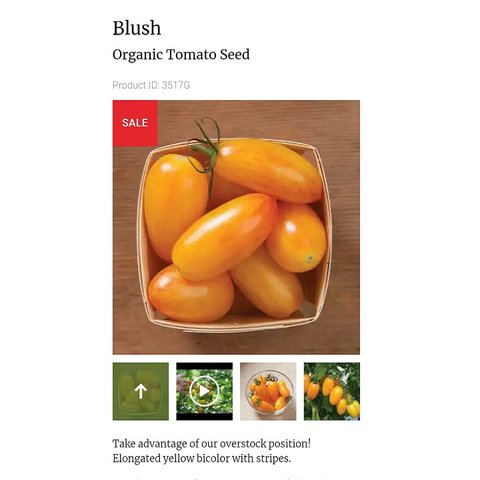 Blush
Organic Tomato Seed
Product ID: 3517G
SALE
Take advantage of our overstock position!
Elongated yellow bicolor with stripes.